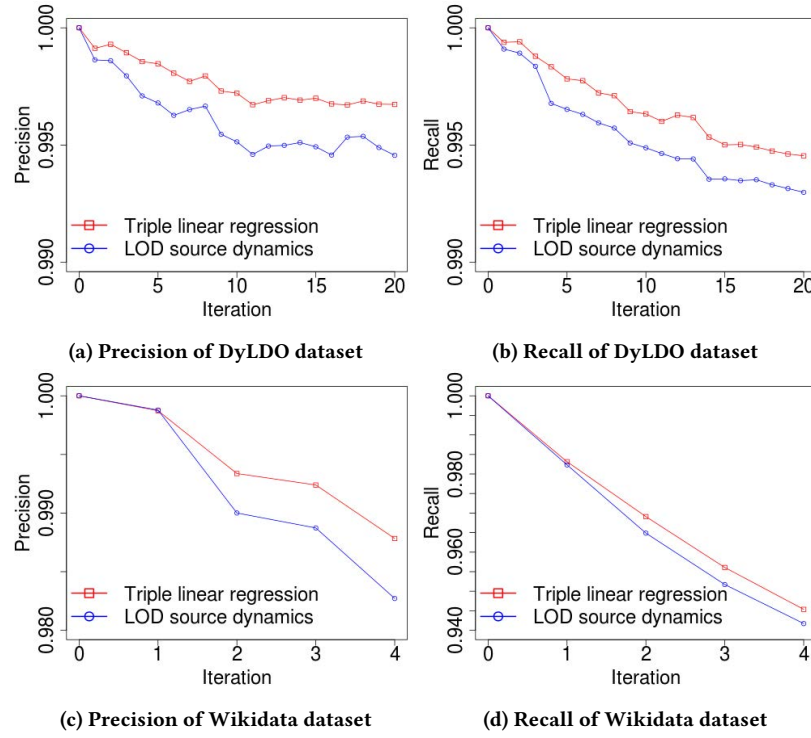 1.000
0.995
0.990
Precision
Triple linear regression
LOD source dynamics
0 5 10 15 20
Iteration
(a) Precision of DyLDO dataset
1.000
0.995
0.990
Recall
Triple linear regression
LOD source dynamics
0 5 10 15 20
Iteration
(b) Recall of DyLDO dataset
1.000
0.990
0.980
Precision
Triple linear regression
LOD source dynamics
0 1 2 3 4
Iteration
(c) Precision of Wikidata dataset
1.000
0.980
0.960
0.940
Recall
Triple linear regression
LOD source dynamics
0 1 2 3 4
Iteration
(d) Recall of Wikidata dataset